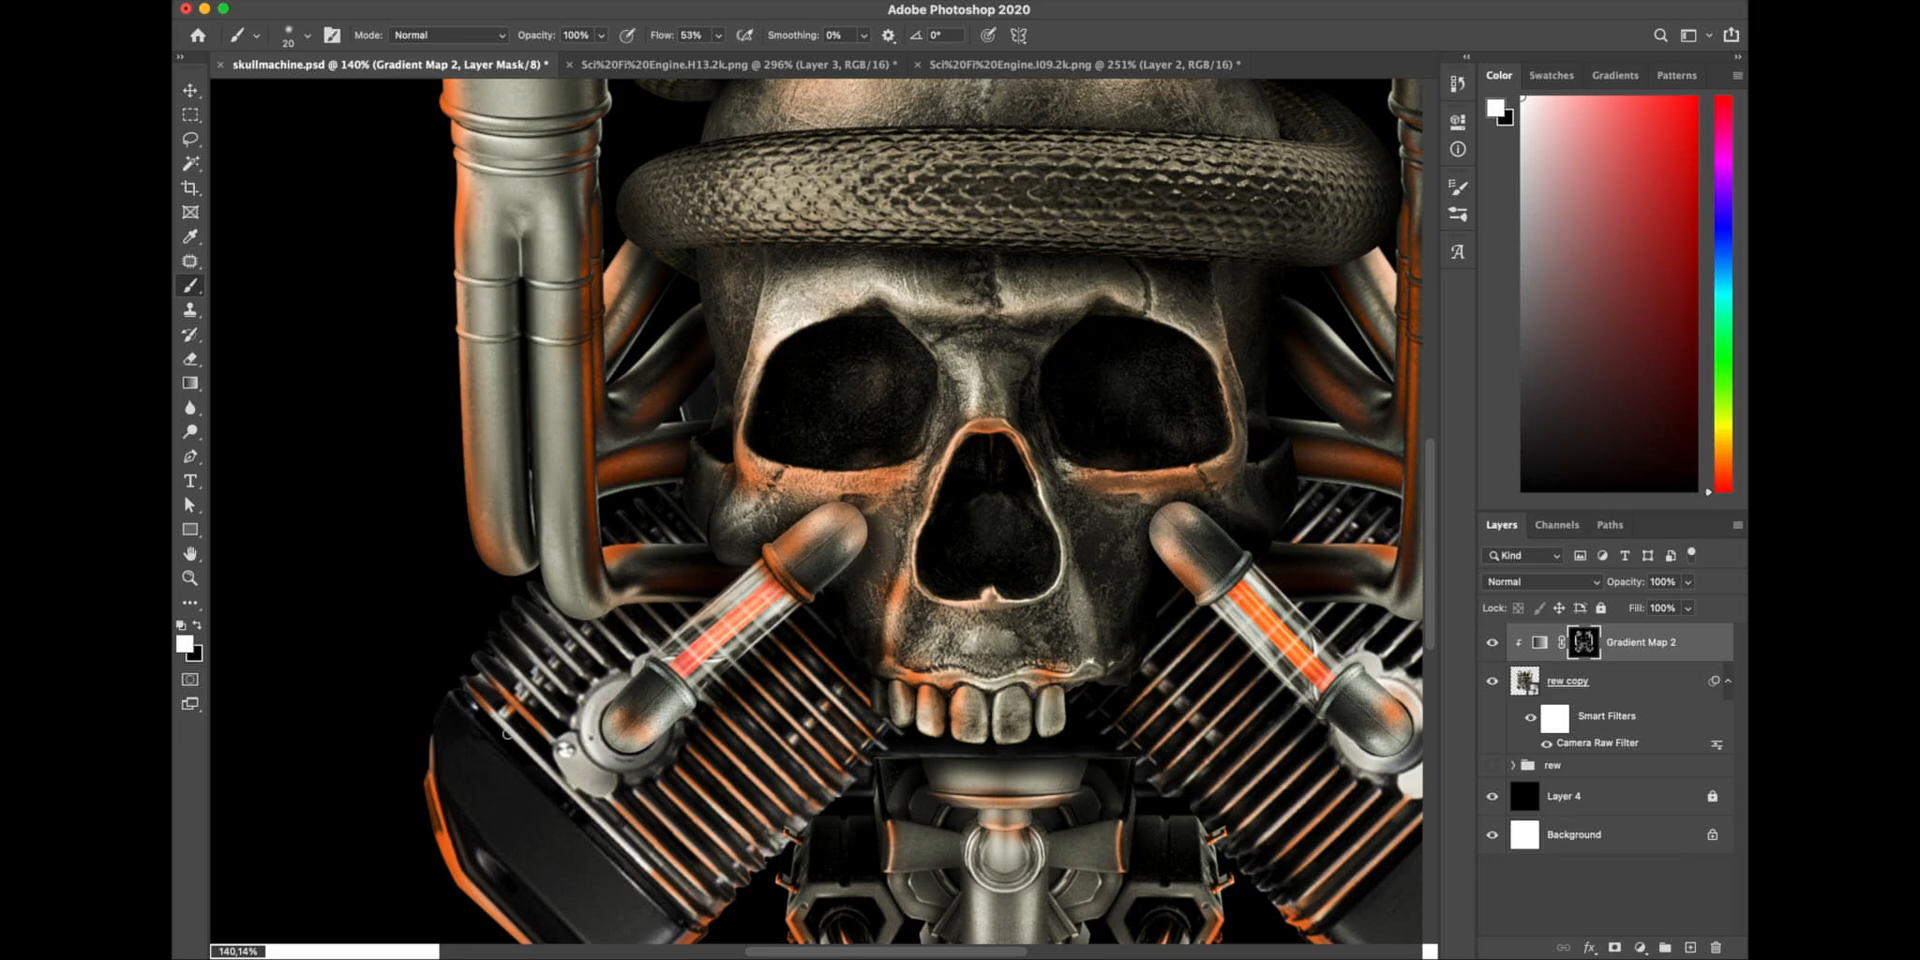 Adobe Photoshop 2020
20
Mode: Normal
Opacity: 100%
Flow: 53%
Smoothing: 0%
0°
skullmachine.psd @ 140% (Gradient Map 2, Layer Mask/8) *
Sci%20Fi%20Engine.H13.2k.png @ 296% (Layer 3, RGB/16) *
Sci%20Fi%20Engine.I09.2k.png @ 251% (Layer 2, RGB/16) *
Color
Swatches
Gradients
Patterns
Layers
Channels
Paths
Kind
Normal
Opacity: 100%
Lock:
Fill: 100%
Gradient Map 2
rew copy
Smart Filters
Camera Raw Filter
rew
Layer 4
Background
fx
140,14%